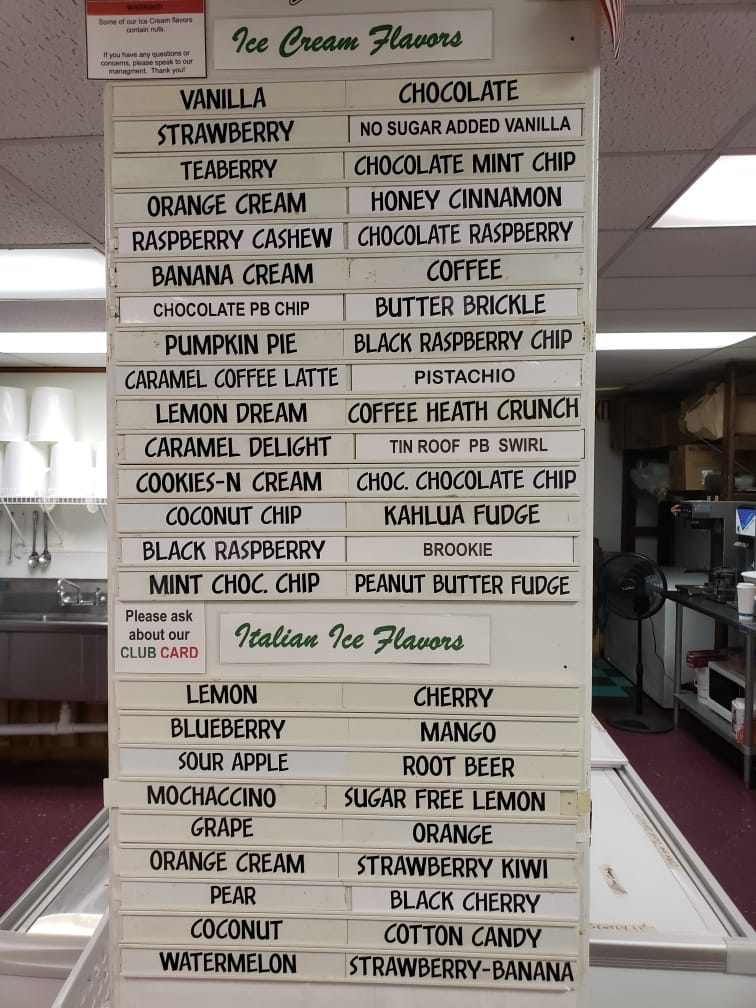 WARNING!
Some of our Ice Cream flavors
contain nuts.
If you have any questions or
concerns, please speak to our
managment. Thank you!
Ice Cream Flavors
VANILLA CHOCOLATE
STRAWBERRY NO SUGAR ADDED VANILLA
TEABERRY CHOCOLATE MINT CHIP
ORANGE CREAM HONEY CINNAMON
RASPBERRY CASHEW CHOCOLATE RASPBERRY
BANANA CREAM COFFEE
CHOCOLATE PB CHIP BUTTER BRICKLE
PUMPKIN PIE BLACK RASPBERRY CHIP
CARAMEL COFFEE LATTE PISTACHIO
LEMON DREAM COFFEE HEATH CRUNCH
CARAMEL DELIGHT TIN ROOF PB SWIRL
COOKIES-N CREAM CHOC. CHOCOLATE CHIP
COCONUT CHIP KAHLUA FUDGE
BLACK RASPBERRY BROOKIE
MINT CHOC. CHIP PEANUT BUTTER FUDGE
Please ask
about our
CLUB CARD
Italian Ice Flavors
LEMON CHERRY
BLUEBERRY MANGO
SOUR APPLE ROOT BEER
MOCHACCINO SUGAR FREE LEMON
GRAPE ORANGE
ORANGE CREAM STRAWBERRY KIWI
PEAR BLACK CHERRY
COCONUT COTTON CANDY
WATERMELON STRAWBERRY-BANANA